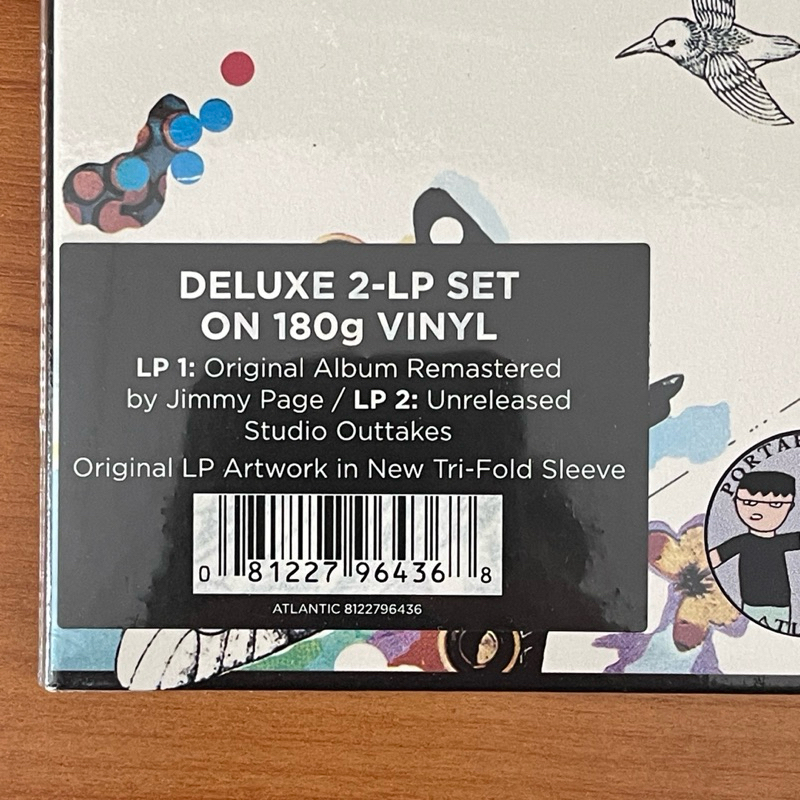 DELUXE 2-LP SET
ON 180g VINYL
LP 1: Original Album Remastered
by Jimmy Page / LP 2: Unreleased
Studio Outtakes
Original LP Artwork in New Tri-Fold Sleeve
0 81227 96436 8
ATLANTIC 8122796436